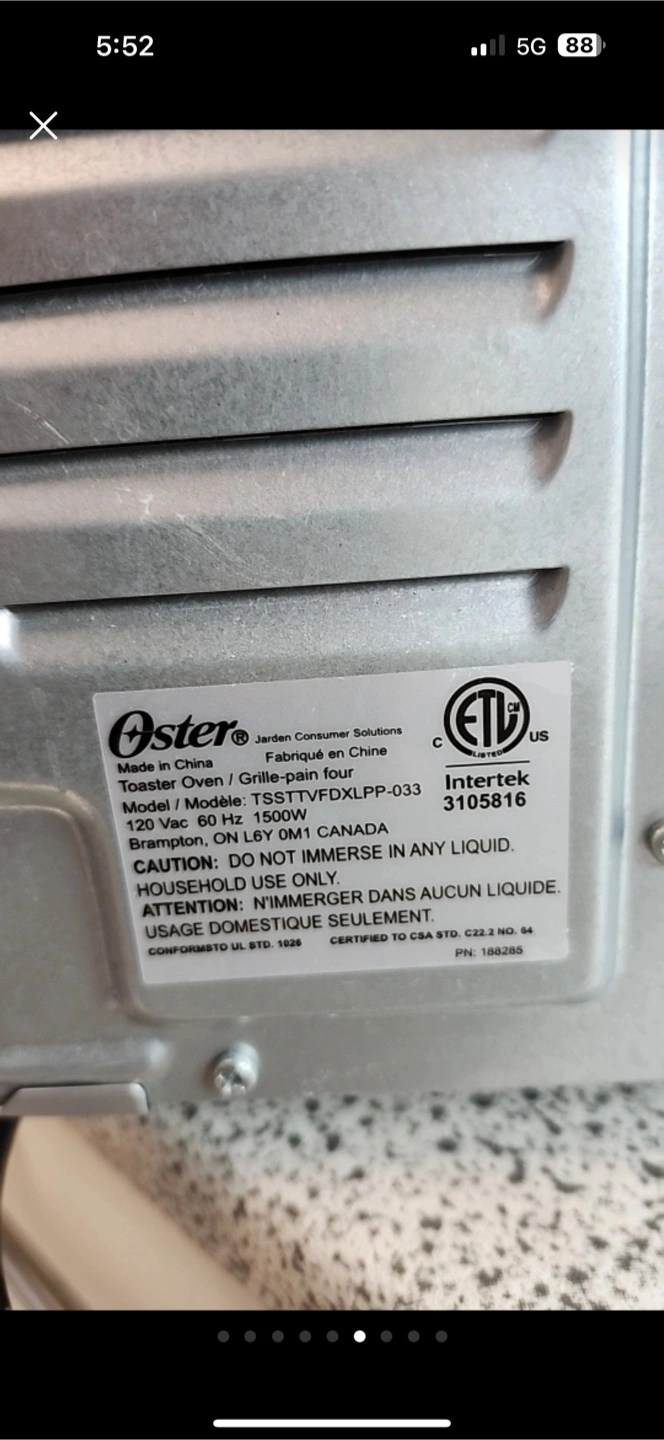 5:52
5G 88
Oster® Jarden Consumer Solutions
Made in China Fabriqué en Chine
Toaster Oven / Grille-pain four
Model / Modèle: TSSTTVFDXLPP-033
120 Vac 60 Hz 1500W
Brampton, ON L6Y 0M1 CANADA
CAUTION: DO NOT IMMERSE IN ANY LIQUID.
HOUSEHOLD USE ONLY.
ATTENTION: N'IMMERGER DANS AUCUN LIQUIDE.
USAGE DOMESTIQUE SEULEMENT.
CONFORMSTO UL STD. 1026 CERTIFIED TO CSA STD. C22.2 NO. 64
PN: 188285
ETL CM
C US
LISTED
Intertek
3105816